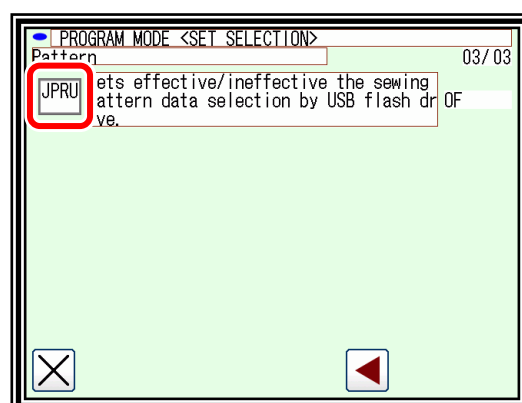 PROGRAM MODE <SET SELECTION>
Pattern 03/03
JPRU ets effective/ineffective the sewing
attern data selection by USB flash dr OF
ve.